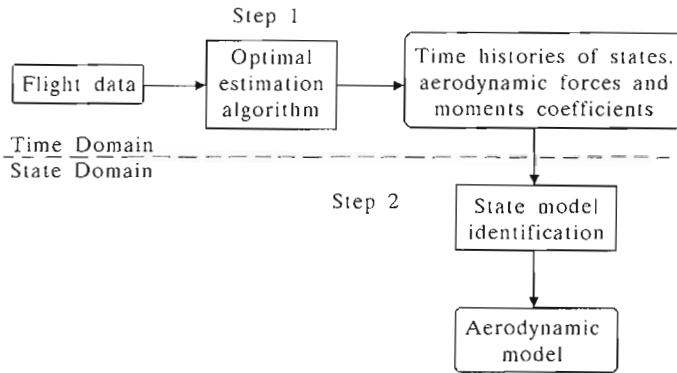 Step 1
Flight data
Optimal
estimation
algorithm
Time histories of states,
aerodynamic forces and
moments coefficients
Time Domain
State Domain
Step 2
State model
identification
Aerodynamic
model